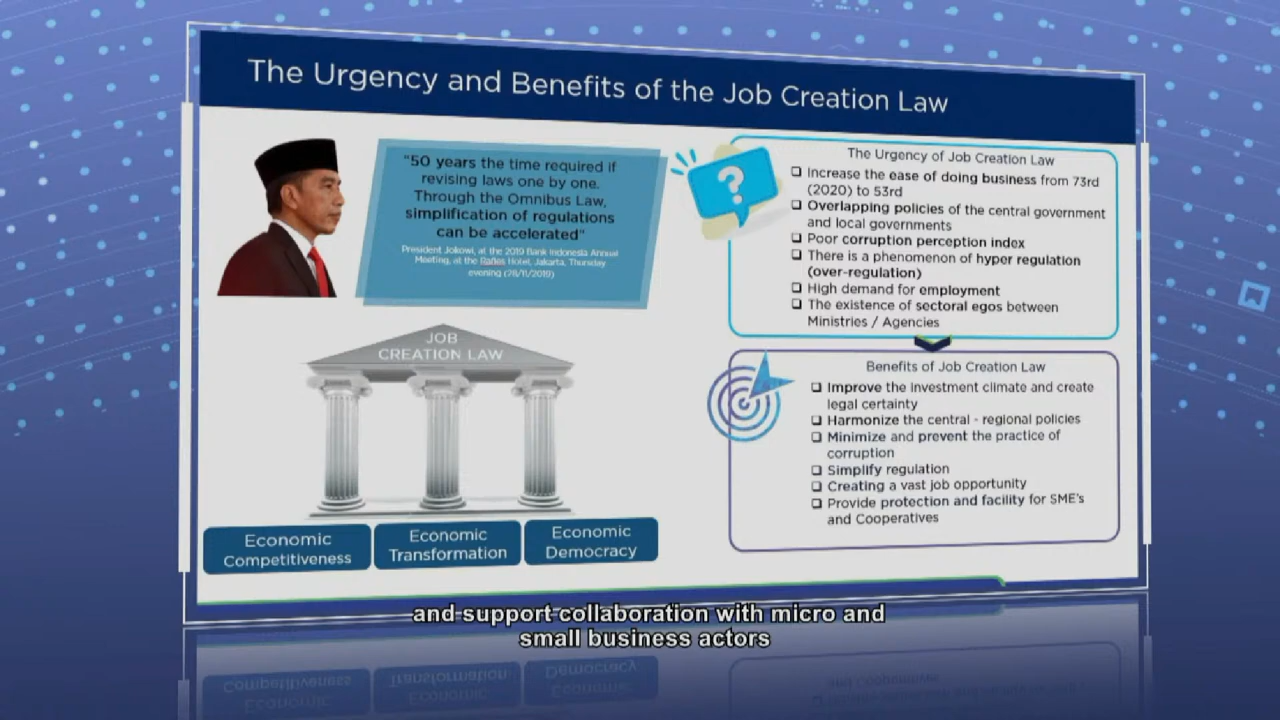 The Urgency and Benefits of the Job Creation Law
"50 years the time required if
revising laws one by one.
Through the Omnibus Law,
simplification of regulations
can be accelerated"
President Jokowi, at the 2019 Bank Indonesia Annual
Meeting, at the Rafles Hotel, Jakarta, Thursday
evening (28/11/2019)
JOB
CREATION LAW
Economic
Competitiveness
Economic
Transformation
Economic
Democracy
The Urgency of Job Creation Law
Increase the ease of doing business from 73rd
(2020) to 53rd
Overlapping policies of the central government
and local governments
Poor corruption perception index
There is a phenomenon of hyper regulation
(over-regulation)
High demand for employment
The existence of sectoral egos between
Ministries / Agencies
Benefits of Job Creation Law
Improve the investment climate and create
legal certainty
Harmonize the central - regional policies
Minimize and prevent the practice of
corruption
Simplify regulation
Creating a vast job opportunity
Provide protection and facility for SME's
and Cooperatives
and support collaboration with micro and
small business actors